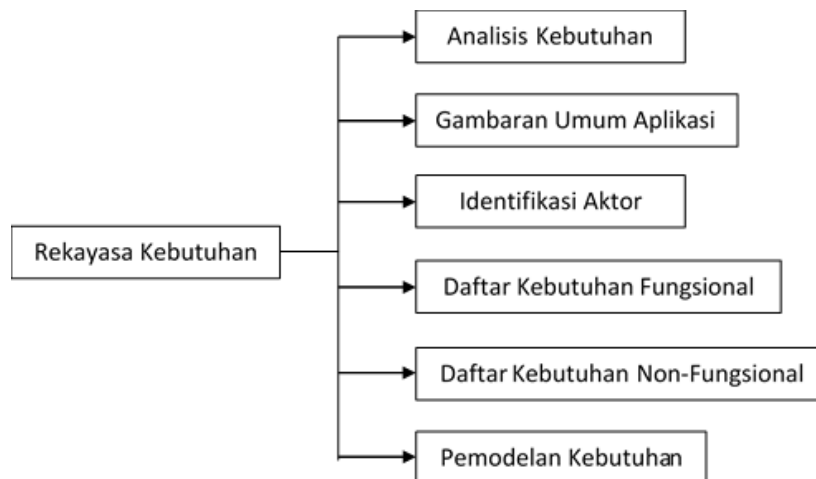 Analisis Kebutuhan
Gambaran Umum Aplikasi
Identifikasi Aktor
Rekayasa Kebutuhan
Daftar Kebutuhan Fungsional
Daftar Kebutuhan Non-Fungsional
Pemodelan Kebutuhan